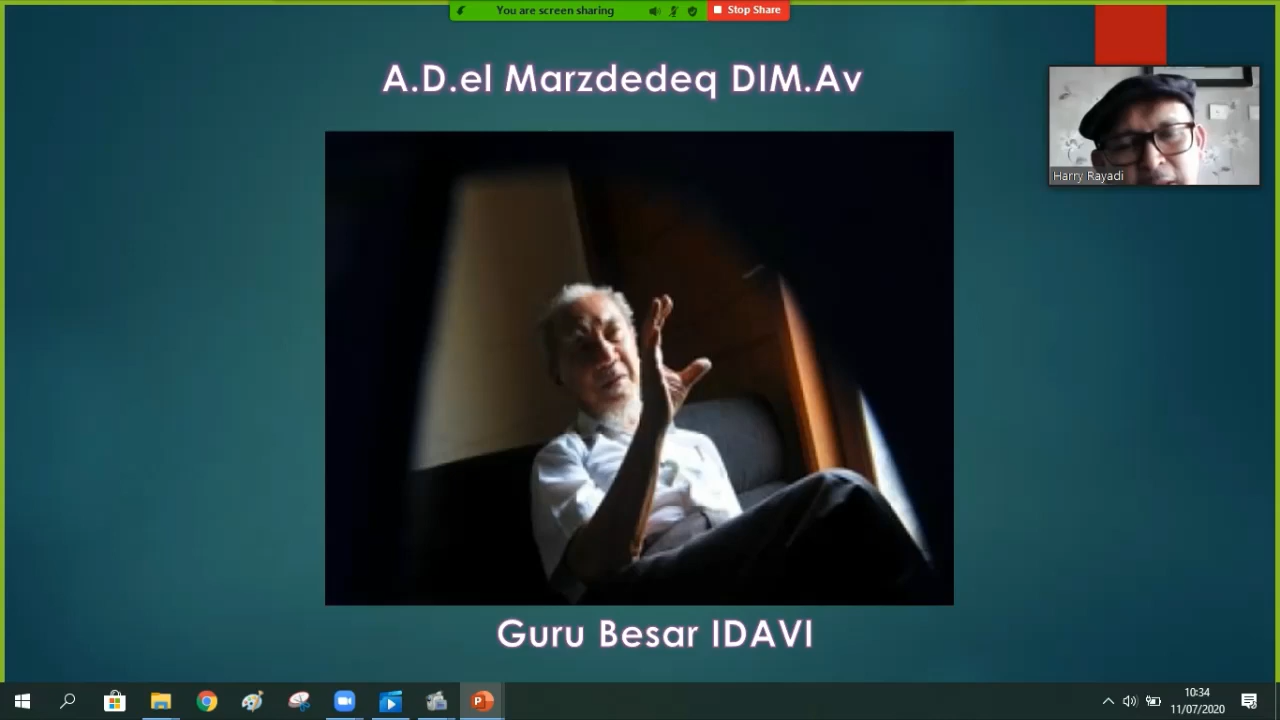 You are screen sharing
Stop Share
A.D.el Marzdedeq DIM.Av
Harry Rayadi
Guru Besar IDAVI
10:34
11/07/2020